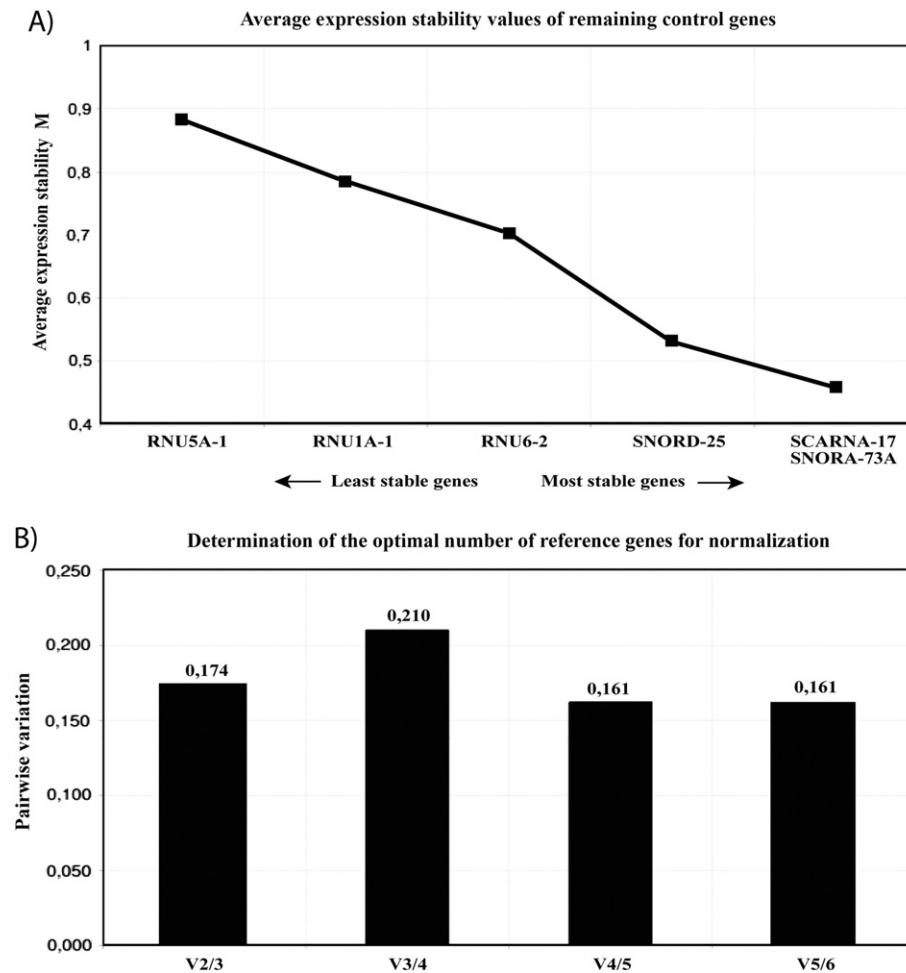 A)
Average expression stability values of remaining control genes
Average expression stability M
1
0,9
0,8
0,7
0,6
0,5
0,4
RNU5A-1 RNU1A-1 RNU6-2 SNORD-25 SCARNA-17
SNORA-73A
← Least stable genes Most stable genes →
B)
Determination of the optimal number of reference genes for normalization
Pairwise variation
0,250
0,200
0,150
0,100
0,050
0,000
0,174
0,210
0,161
0,161
V2/3 V3/4 V4/5 V5/6